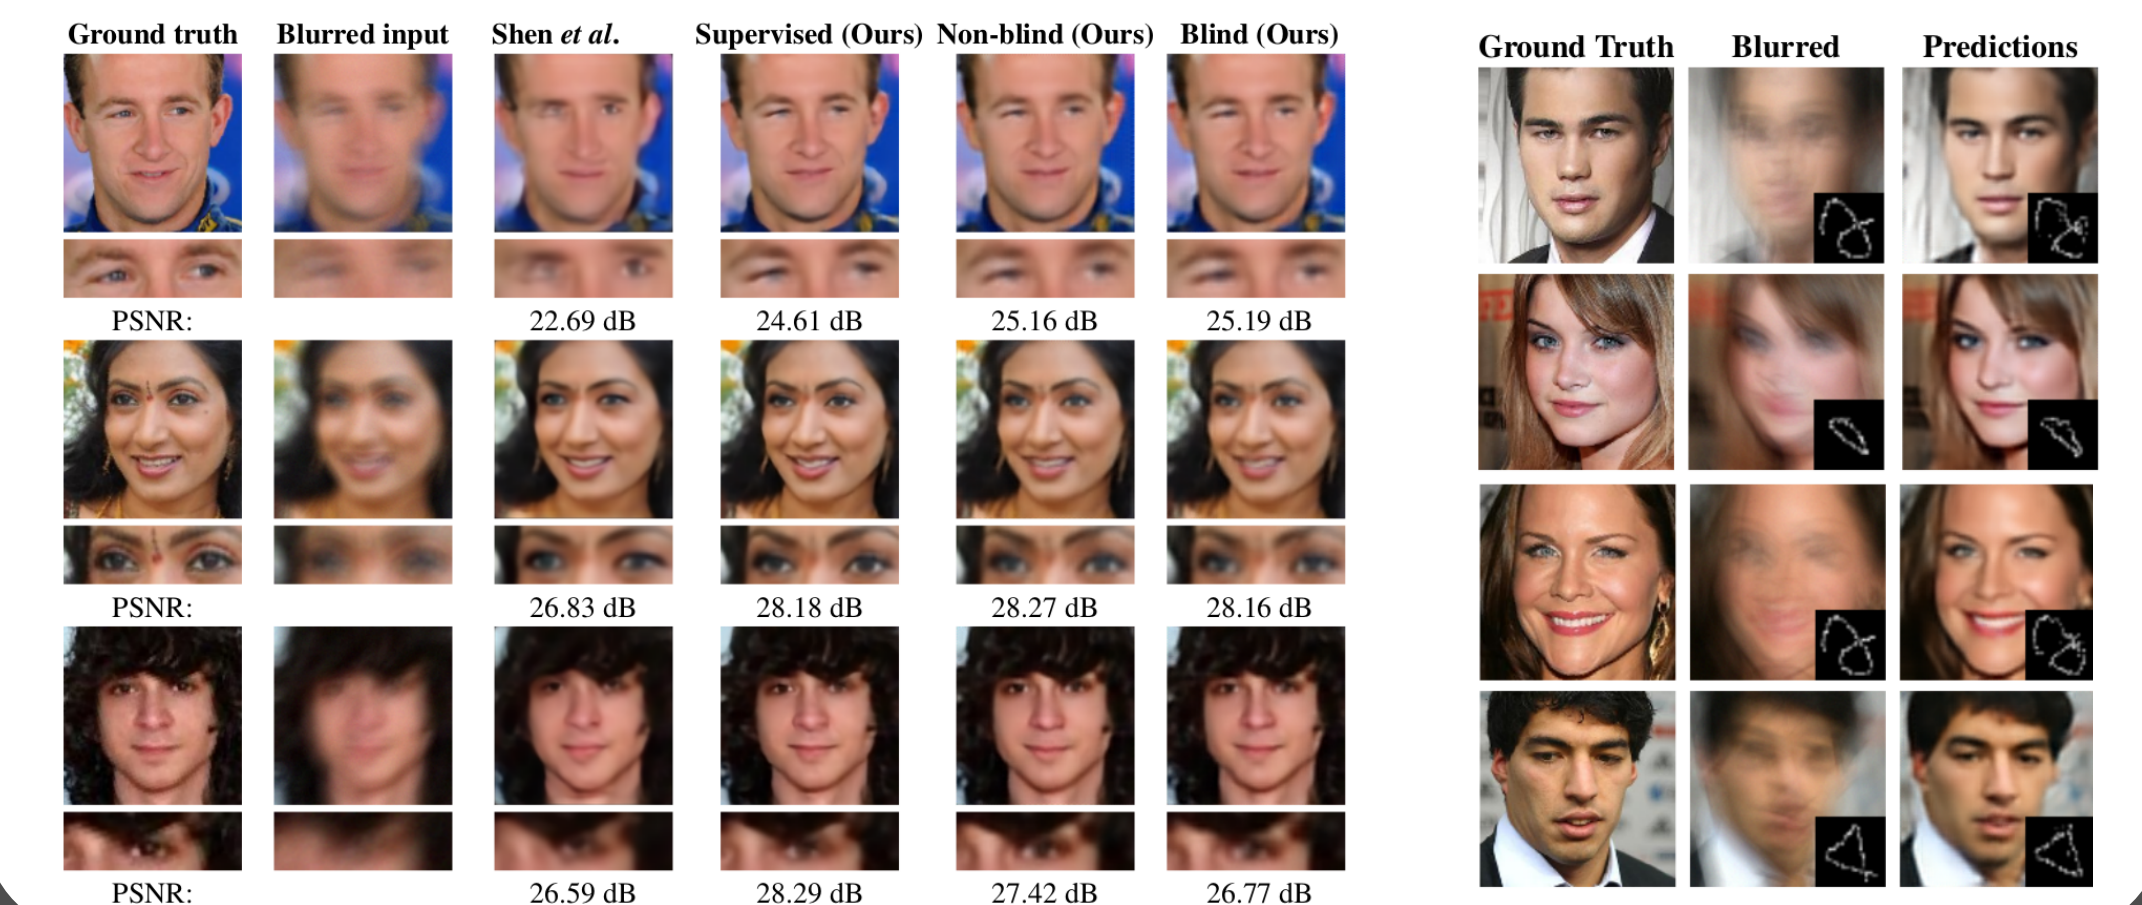 Ground truth Blurred input Shen et al. Supervised (Ours) Non-blind (Ours) Blind (Ours)
PSNR: 22.69 dB 24.61 dB 25.16 dB 25.19 dB
PSNR: 26.83 dB 28.18 dB 28.27 dB 28.16 dB
PSNR: 26.59 dB 28.29 dB 27.42 dB 26.77 dB
Ground Truth Blurred Predictions